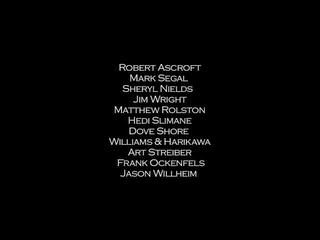 Robert Ascroft
Mark Segal
Sheryl Nields
Jim Wright
Matthew Rolston
Hedi Slimane
Dove Shore
Williams & Harikawa
Art Streiber
Frank Ockenfels
Jason Willheim